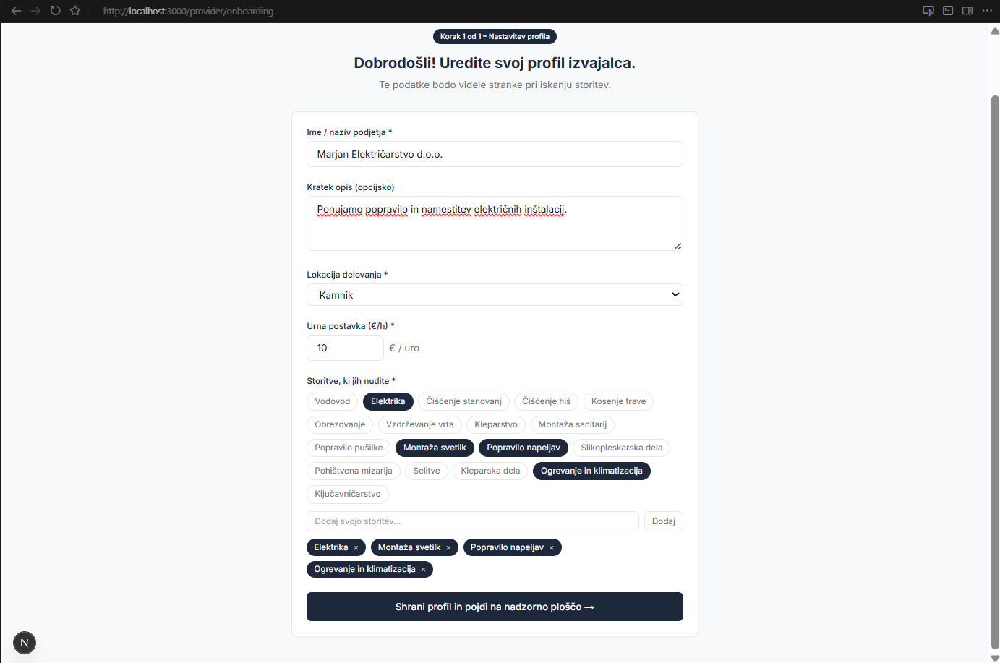 http://localhost:3000/provider/onboarding
Korak 1 od 1 – Nastavitev profila
Dobrodošli! Uredite svoj profil izvajalca.
Te podatke bodo videle stranke pri iskanju storitev.
Ime / naziv podjetja *
Marjan Električarstvo d.o.o.
Kratek opis (opcijsko)
Ponujamo popravilo in namestitev električnih inštalacij.
Lokacija delovanja *
Kamnik
Urna postavka (€/h) *
10 € / uro
Storitve, ki jih nudite *
Vodovod Elektrika Čiščenje stanovanj Čiščenje hiš Kosenje trave
Obrezovanje Vzdrževanje vrta Kleparstvo Montaža sanitarij
Popravilo pušilke Montaža svetilk Popravilo napeljav Slikopleskarska dela
Pohištvena mizarija Selitve Kleparska dela Ogrevanje in klimatizacija
Ključavničarstvo
Dodaj svojo storitev... Dodaj
Elektrika × Montaža svetilk × Popravilo napeljav ×
Ogrevanje in klimatizacija ×
Shrani profil in pojdi na nadzorno ploščo →
N